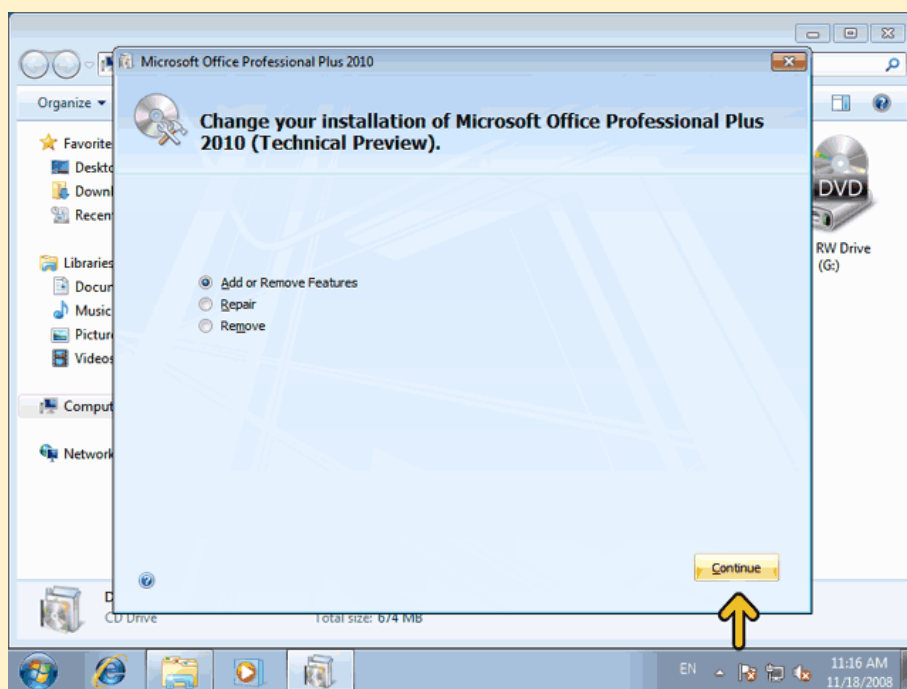 Microsoft Office Professional Plus 2010
Organize
Change your installation of Microsoft Office Professional Plus
2010 (Technical Preview).
Favorite
Deskto
Downl
Recen
DVD
RW Drive
(G:)
Libraries
Docur
Music
Pictur
Videos
Add or Remove Features
Repair
Remove
Comput
Network
Continue
D
CD Drive
Total size: 674 MB
EN
11:16 AM
11/18/2008